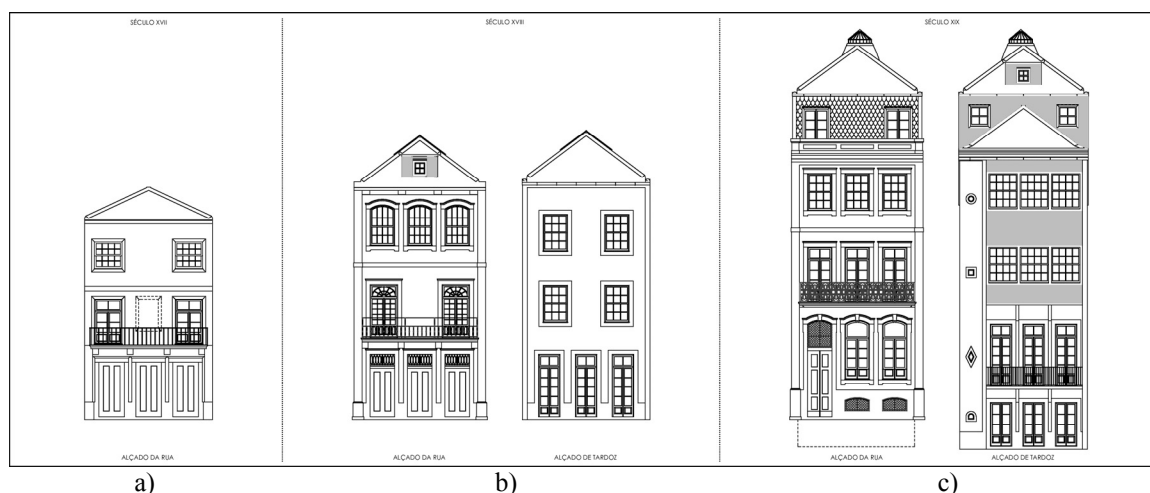 SÉCULO XVII
SÉCULO XVIII
SÉCULO XIX
ALÇADO DA RUA
ALÇADO DA RUA
ALÇADO DE TARDOZ
ALÇADO DA RUA
ALÇADO DE TARDOZ
a)
b)
c)